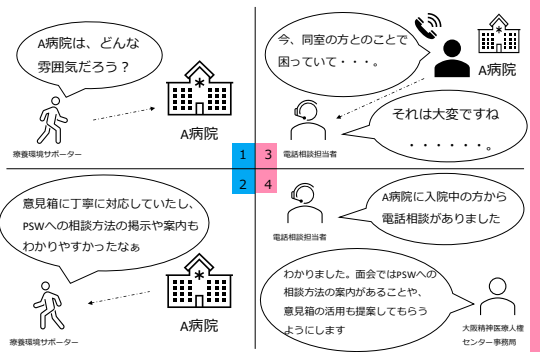 A病院は、どんな
雰囲気だろう？
A病院
療養環境サポーター
1
2
意見箱に丁寧に対応していたし、
PSWへの相談方法の掲示や案内も
わかりやすかったなぁ
A病院
療養環境サポーター
3
今、同室の方とのことで
困っていて・・・。
A病院
それは大変ですね
・・・・・・。
電話相談担当者
4
A病院に入院中の方から
電話相談がありました
電話相談担当者
わかりました。面会ではPSWへの
相談方法の案内があることや、
意見箱の活用も提案してもらう
ようにします
大阪精神医療人権
センター事務局